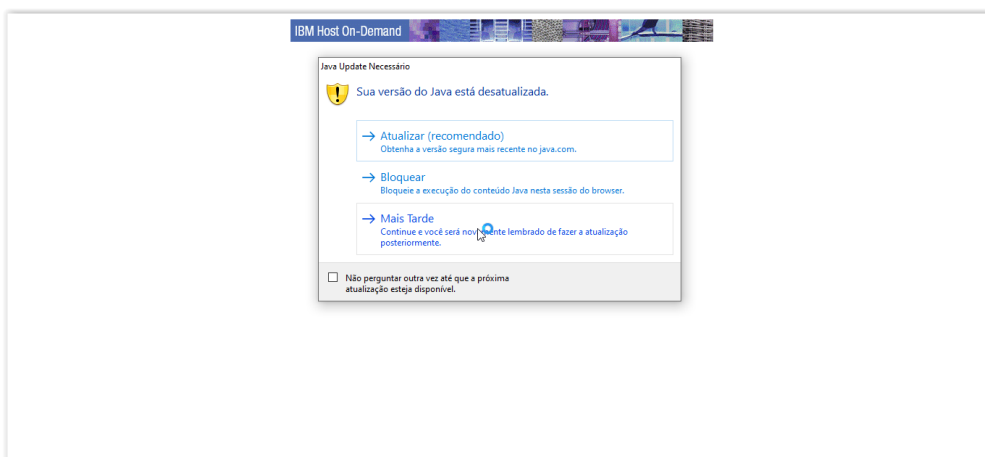 IBM Host On-Demand
Java Update Necessário
Sua versão do Java está desatualizada.
Atualizar (recomendado)
Obtenha a versão segura mais recente no java.com.
Bloquear
Bloqueie a execução do conteúdo Java nesta sessão do browser.
Mais Tarde
Continue e você será novamente lembrado de fazer a atualização
posteriormente.
Não perguntar outra vez até que a próxima
atualização esteja disponível.